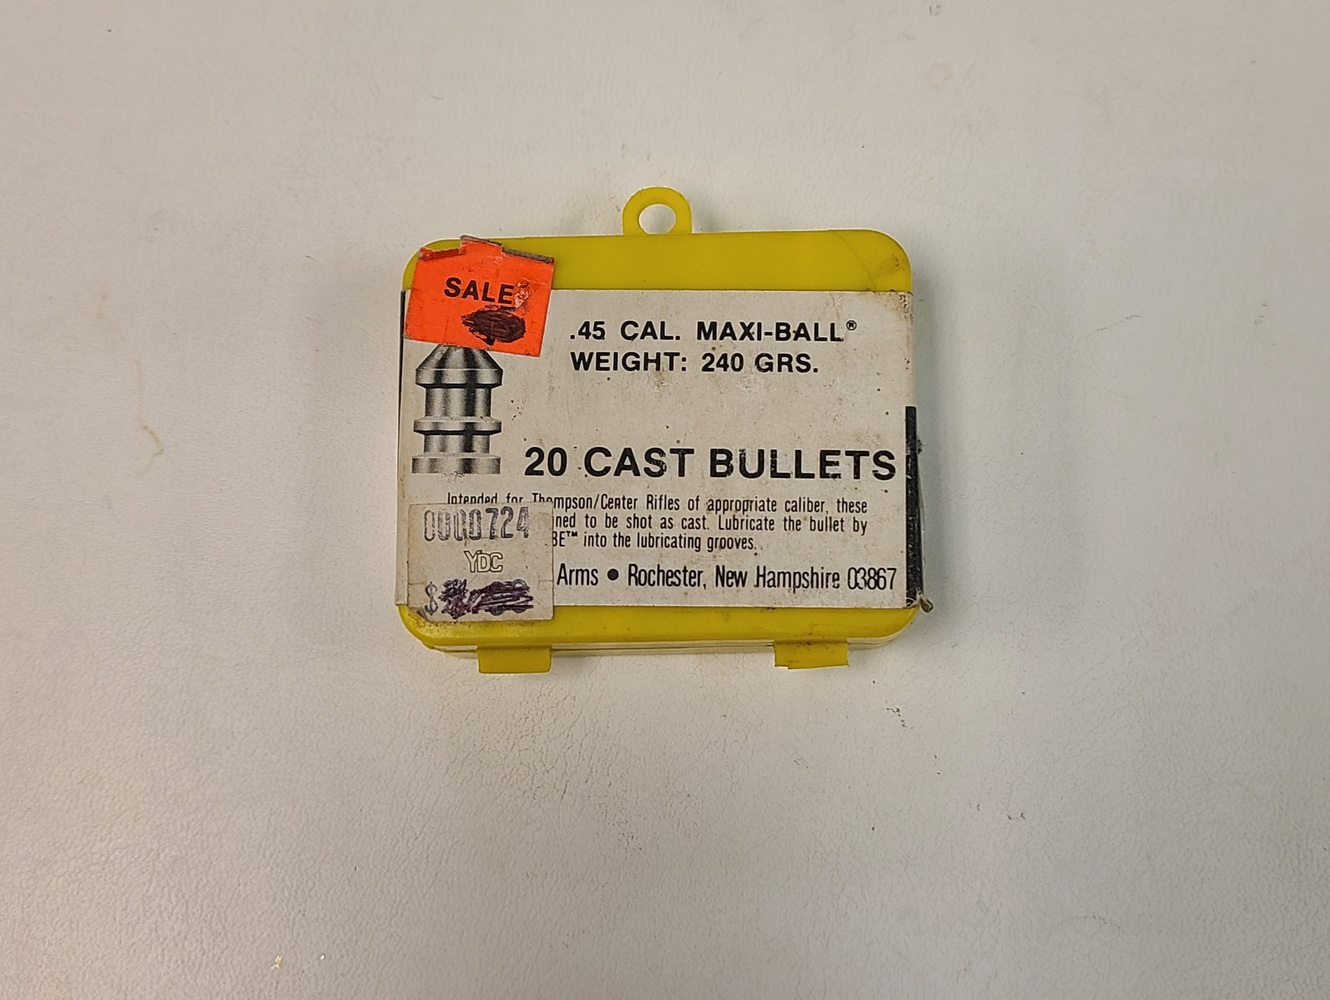 SALE
.45 CAL. MAXI-BALL®
WEIGHT: 240 GRS.
20 CAST BULLETS
Intended for Thompson/Center Rifles of appropriate caliber, these
ned to be shot as cast. Lubricate the bullet by
BE™ into the lubricating grooves.
Arms • Rochester, New Hampshire 03867
0000724
YDC
$